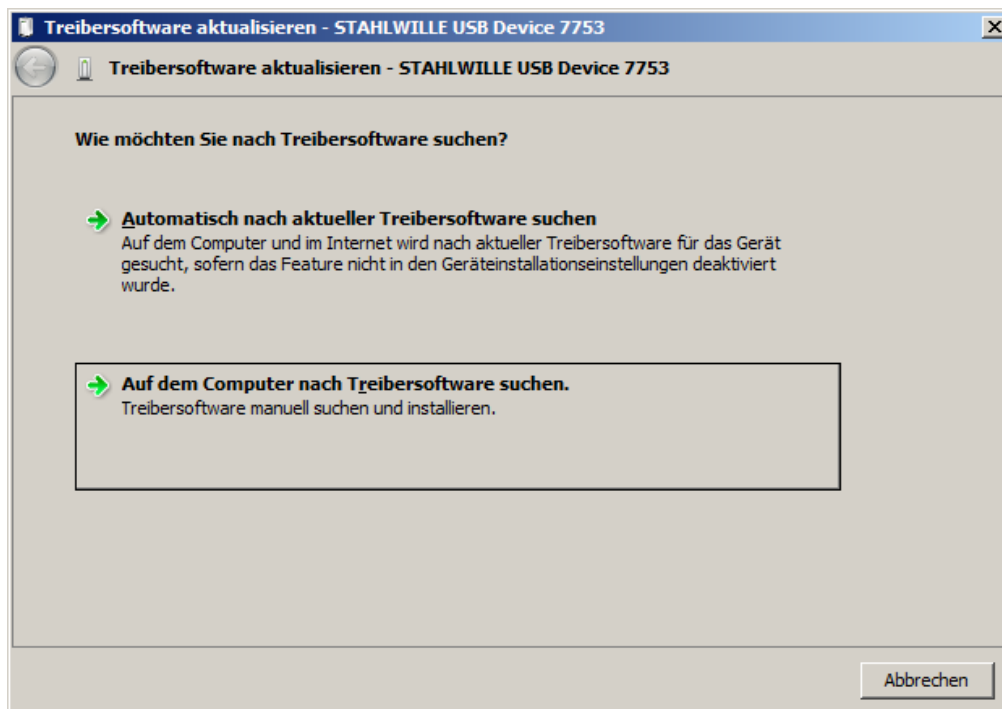 Treibersoftware aktualisieren - STAHLWILLE USB Device 7753
Treibersoftware aktualisieren - STAHLWILLE USB Device 7753
Wie möchten Sie nach Treibersoftware suchen?
Automatisch nach aktueller Treibersoftware suchen
Auf dem Computer und im Internet wird nach aktueller Treibersoftware für das Gerät
gesucht, sofern das Feature nicht in den Geräteinstallationseinstellungen deaktiviert
wurde.
Auf dem Computer nach Treibersoftware suchen.
Treibersoftware manuell suchen und installieren.
Abbrechen